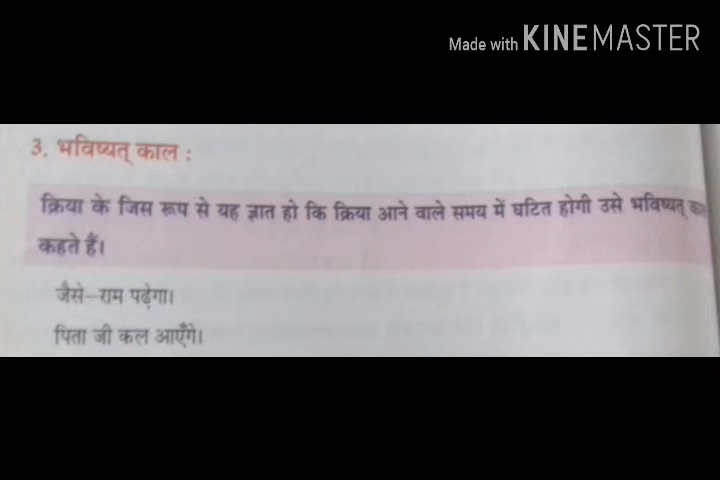 Made with KINEMASTER
3. भविष्यत् काल :
क्रिया के जिस रूप से यह ज्ञात हो कि क्रिया आने वाले समय में घटित होगी उसे भविष्यत्
कहते हैं।
जैसे–राम पढ़ेगा।
पिता जी कल आएँगे।